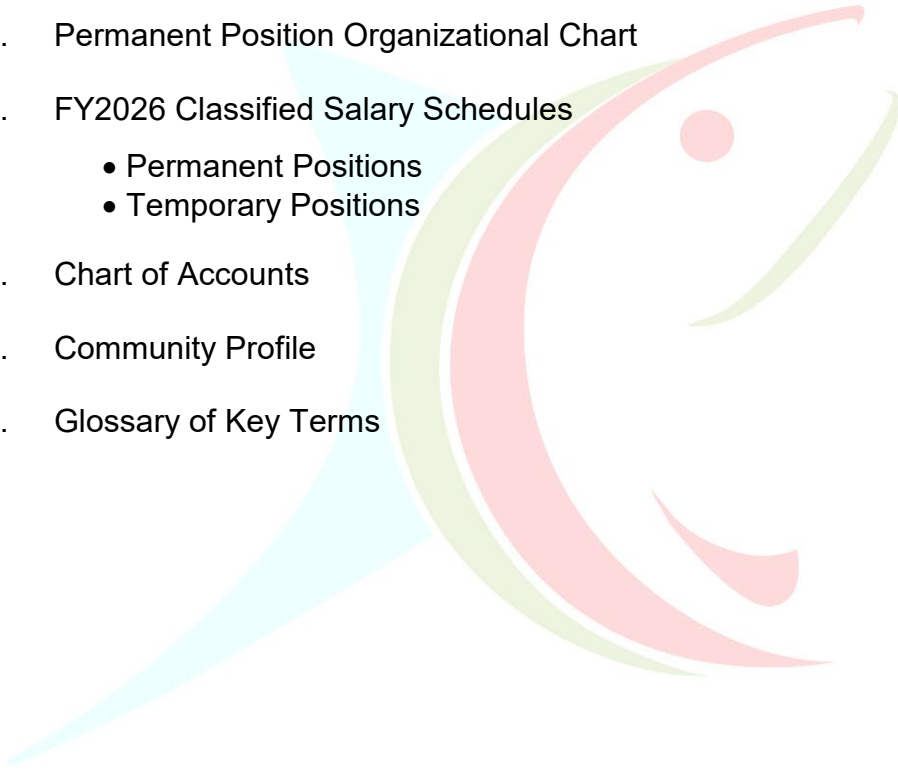 . Permanent Position Organizational Chart
. FY2026 Classified Salary Schedules
• Permanent Positions
• Temporary Positions
. Chart of Accounts
. Community Profile
. Glossary of Key Terms